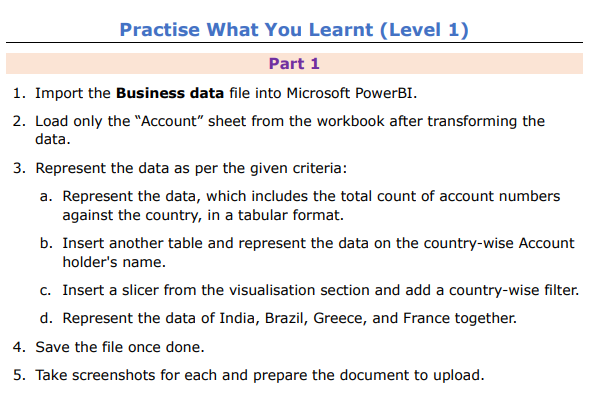 Practise What You Learnt (Level 1)
Part 1
1. Import the Business data file into Microsoft PowerBI.
2. Load only the “Account” sheet from the workbook after transforming the
data.
3. Represent the data as per the given criteria:
a. Represent the data, which includes the total count of account numbers
against the country, in a tabular format.
b. Insert another table and represent the data on the country-wise Account
holder's name.
c. Insert a slicer from the visualisation section and add a country-wise filter.
d. Represent the data of India, Brazil, Greece, and France together.
4. Save the file once done.
5. Take screenshots for each and prepare the document to upload.